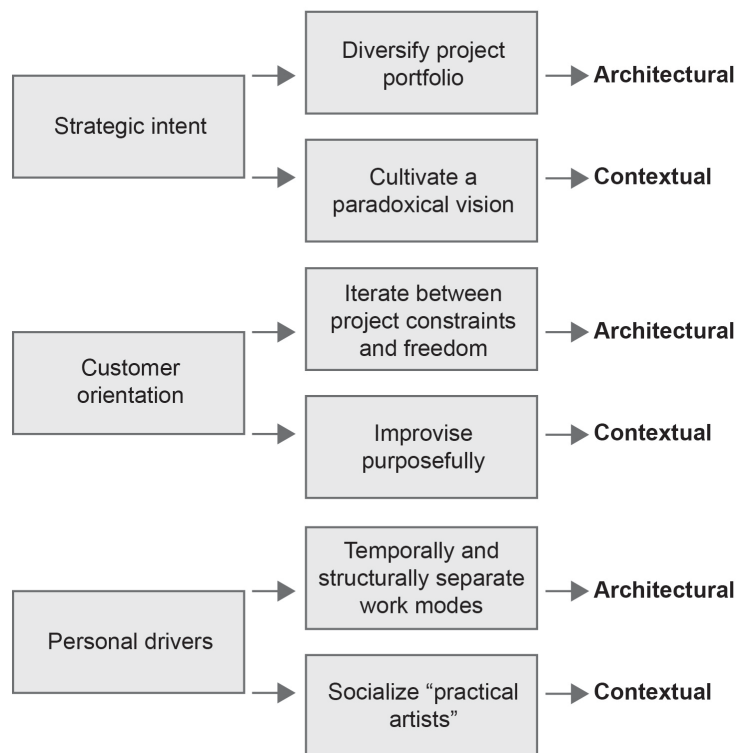 Diversify project
portfolio
Architectural
Strategic intent
Cultivate a
paradoxical vision
Contextual
Iterate between
project constraints
and freedom
Architectural
Customer
orientation
Improvise
purposefully
Contextual
Temporally and
structurally separate
work modes
Architectural
Personal drivers
Socialize “practical
artists”
Contextual